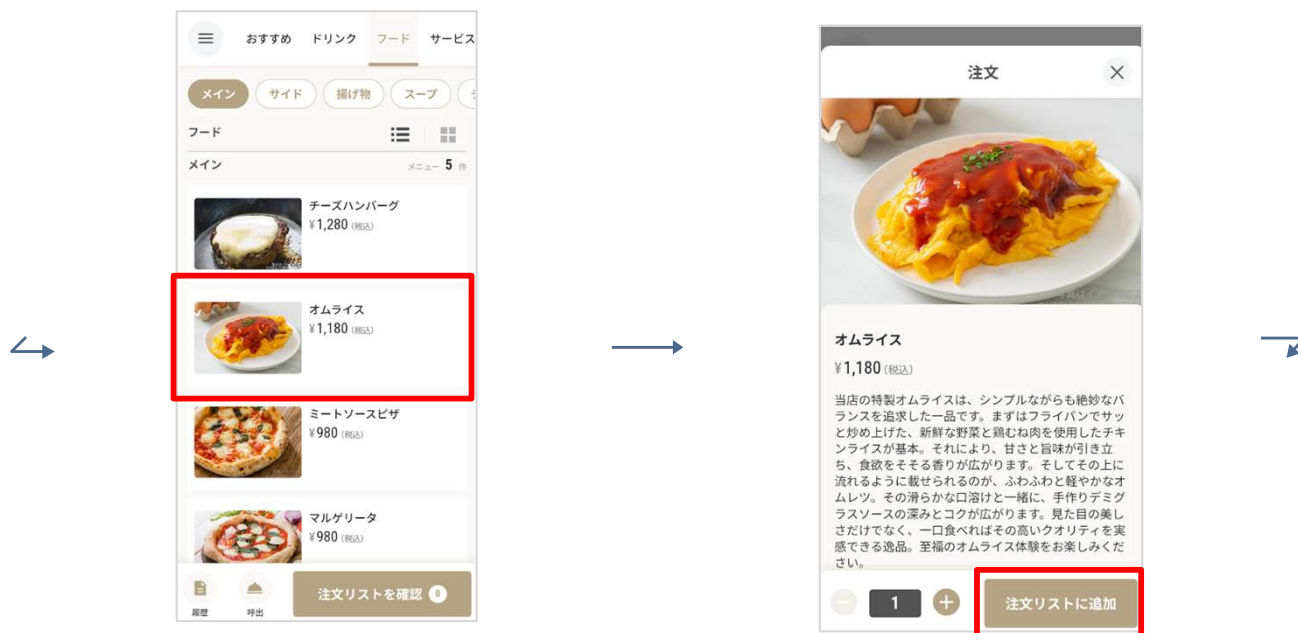 おすすめ ドリンク フード サービス
メイン サイド 揚げ物 スープ
フード
メイン メニュー 5 件
チーズハンバーグ
¥1,280 (税込)
オムライス
¥1,180 (税込)
ミートソースピザ
¥980 (税込)
マルゲリータ
¥980 (税込)
履歴 呼出 注文リストを確認 0
注文
オムライス
¥1,180 (税込)
当店の特製オムライスは、シンプルながらも絶妙なバ
ランスを追求した一品です。まずはフライパンでサッ
と炒め上げた、新鮮な野菜と鶏むね肉を使用したチキ
ンライスが基本。それにより、甘さと旨味が引き立
ち、食欲をそそる香りが広がります。そしてその上に
流れるように載せられるのが、ふわふわと軽やかなオ
ムレツ。その滑らかな口溶けと一緒に、手作りデミグ
ラスソースの深みとコクが広がります。見た目の美し
さだけでなく、一口食べればその高いクオリティを実
感できる逸品。至福のオムライス体験をお楽しみくだ
さい。
1 注文リストに追加